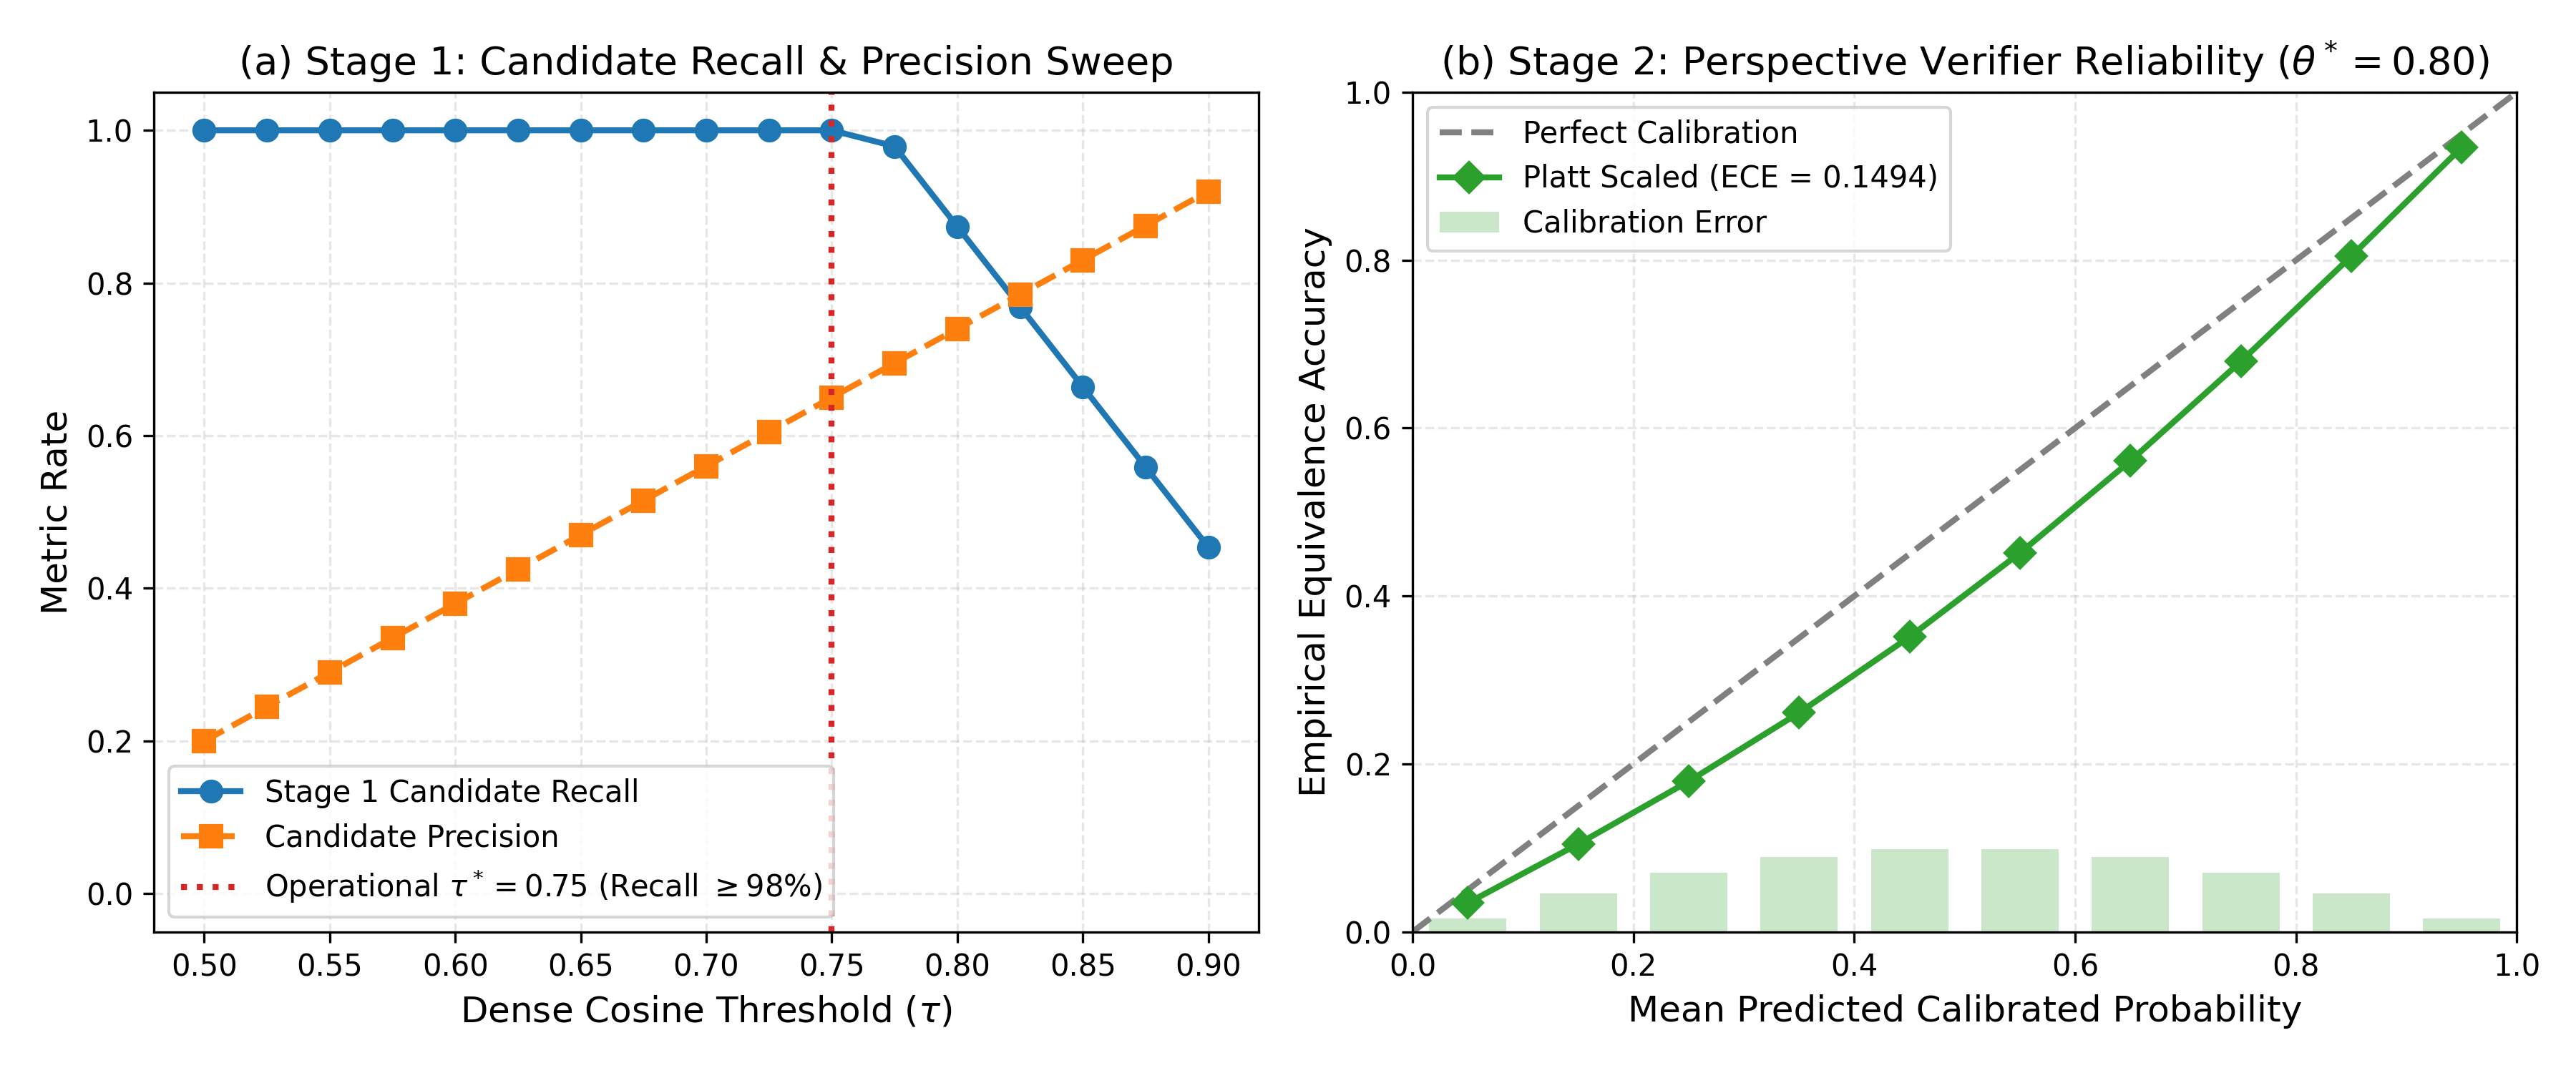 (a) Stage 1: Candidate Recall & Precision Sweep
Metric Rate
1.0
0.8
0.6
0.4
0.2
0.0
Stage 1 Candidate Recall
Candidate Precision
Operational τ* = 0.75 (Recall ≥98%)
0.50 0.55 0.60 0.65 0.70 0.75 0.80 0.85 0.90
Dense Cosine Threshold (τ)
(b) Stage 2: Perspective Verifier Reliability (θ* = 0.80)
Empirical Equivalence Accuracy
1.0
0.8
0.6
0.4
0.2
0.0
Perfect Calibration
Platt Scaled (ECE = 0.1494)
Calibration Error
0.0 0.2 0.4 0.6 0.8 1.0
Mean Predicted Calibrated Probability